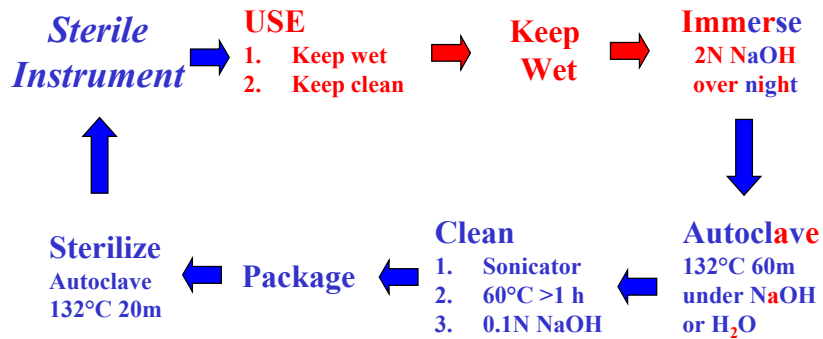 Sterile
Instrument
USE
1. Keep wet
2. Keep clean
Keep
Wet
Immerse
2N NaOH
over night
Autoclave
132°C 60m
under NaOH
or H₂O
Clean
1. Sonicator
2. 60°C >1 h
3. 0.1N NaOH
Package
Sterilize
Autoclave
132°C 20m